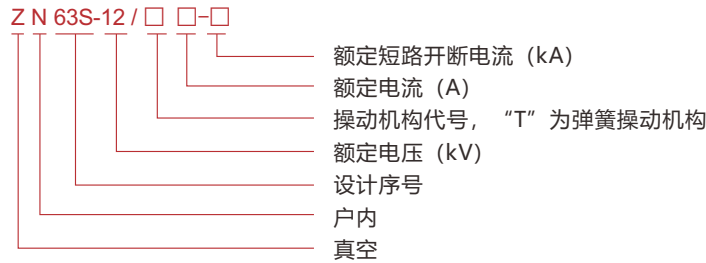 Z N 63S-12 / □ □-□
额定短路开断电流（kA）
额定电流（A）
操动机构代号，“T”为弹簧操动机构
额定电压（kV）
设计序号
户内
真空